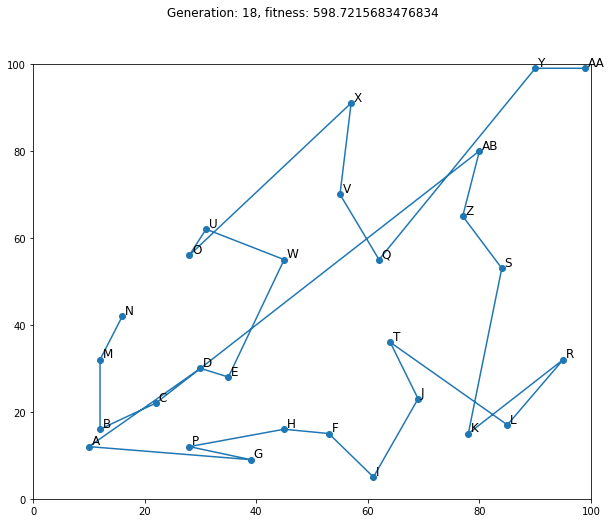 Generation: 18, fitness: 598.7215683476834
100
Y AA
X
80 AB
V Z
U
60 O W Q S
N
40 T
M D E R
20 C J
B H F L K
A P G I
0
0 20 40 60 80 100